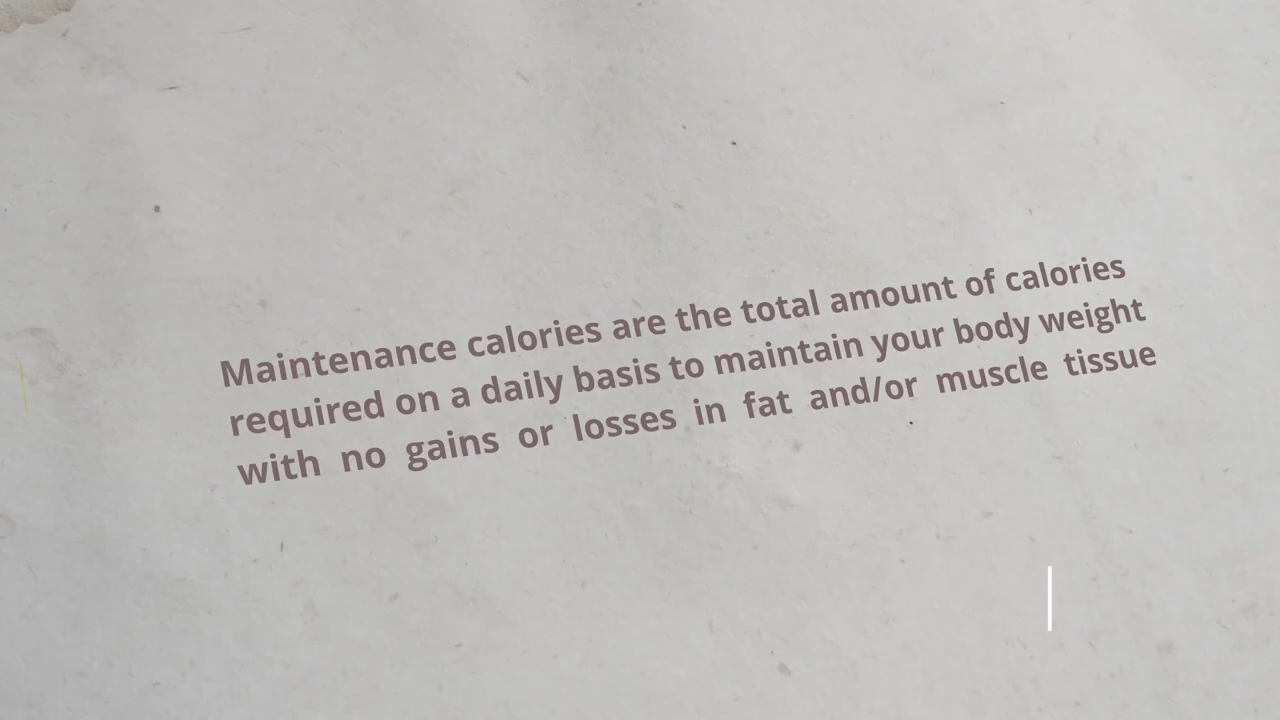 Maintenance calories are the total amount of calories
required on a daily basis to maintain your body weight
with no gains or losses in fat and/or muscle tissue